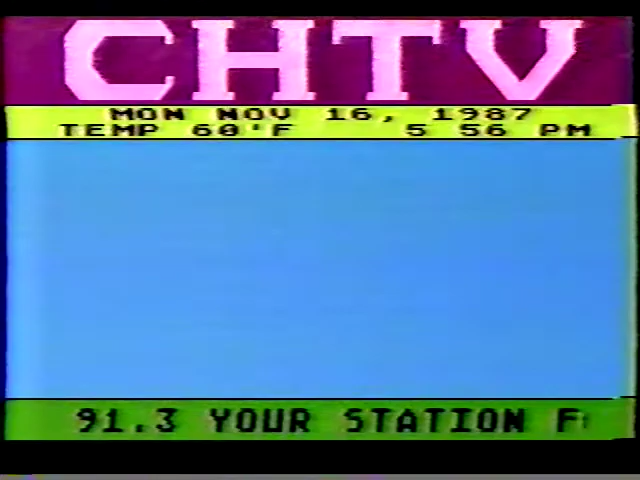 CHTV
MON NOV 16, 1987
TEMP 60'F 5 56 PM
91.3 YOUR STATION F